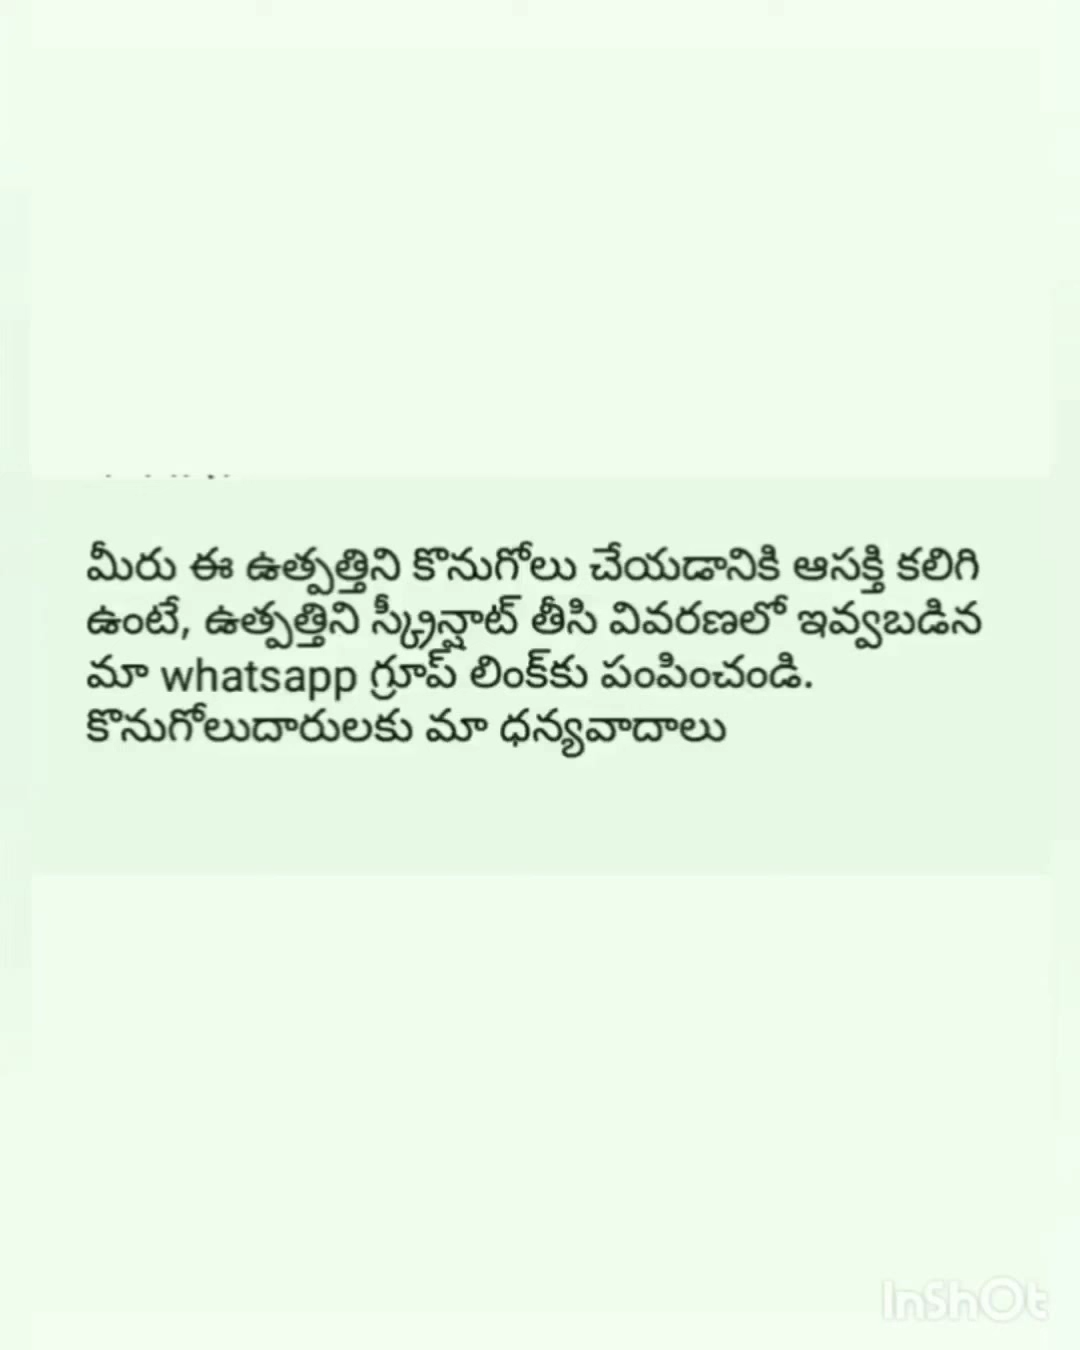 మీరు ఈ ఉత్పత్తిని కొనుగోలు చేయడానికి ఆసక్తి కలిగి
ఉంటే, ఉత్పత్తిని స్క్రీన్షాట్ తీసి వివరణలో ఇవ్వబడిన
మా whatsapp గ్రూప్ లింక్‌కు పంపించండి.
కొనుగోలుదారులకు మా ధన్యవాదాలు
InShOt